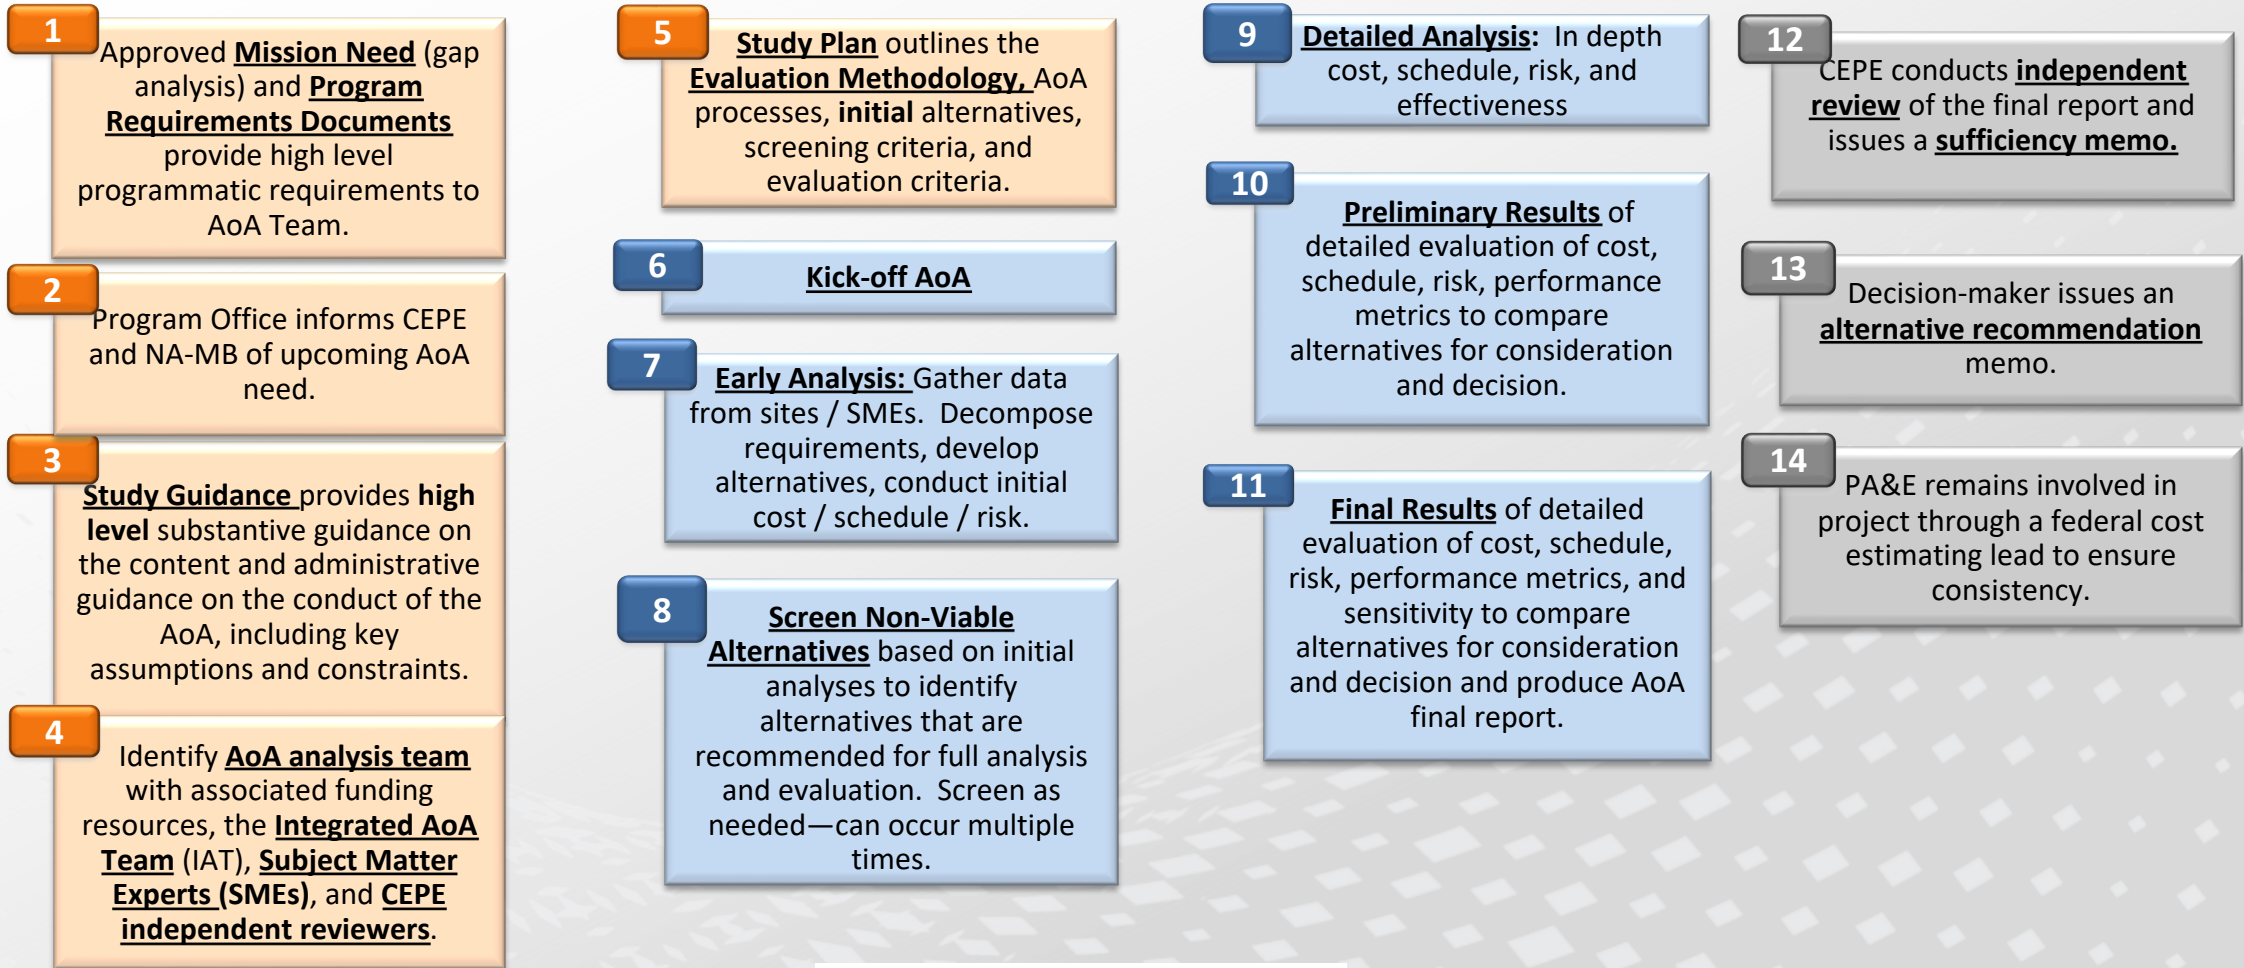 1
Approved Mission Need (gap
analysis) and Program
Requirements Documents
provide high level
programmatic requirements to
AoA Team.
2
Program Office informs CEPE
and NA-MB of upcoming AoA
need.
3
Study Guidance provides high
level substantive guidance on
the content and administrative
guidance on the conduct of the
AoA, including key
assumptions and constraints.
4
Identify AoA analysis team
with associated funding
resources, the Integrated AoA
Team (IAT), Subject Matter
Experts (SMEs), and CEPE
independent reviewers.
5
Study Plan outlines the
Evaluation Methodology, AoA
processes, initial alternatives,
screening criteria, and
evaluation criteria.
6
Kick-off AoA
7
Early Analysis: Gather data
from sites / SMEs. Decompose
requirements, develop
alternatives, conduct initial
cost / schedule / risk.
8
Screen Non-Viable
Alternatives based on initial
analyses to identify
alternatives that are
recommended for full analysis
and evaluation. Screen as
needed—can occur multiple
times.
9
Detailed Analysis: In depth
cost, schedule, risk, and
effectiveness
10
Preliminary Results of
detailed evaluation of cost,
schedule, risk, performance
metrics to compare
alternatives for consideration
and decision.
11
Final Results of detailed
evaluation of cost, schedule,
risk, performance metrics, and
sensitivity to compare
alternatives for consideration
and decision and produce AoA
final report.
12
CEPE conducts independent
review of the final report and
issues a sufficiency memo.
13
Decision-maker issues an
alternative recommendation
memo.
14
PA&E remains involved in
project through a federal cost
estimating lead to ensure
consistency.